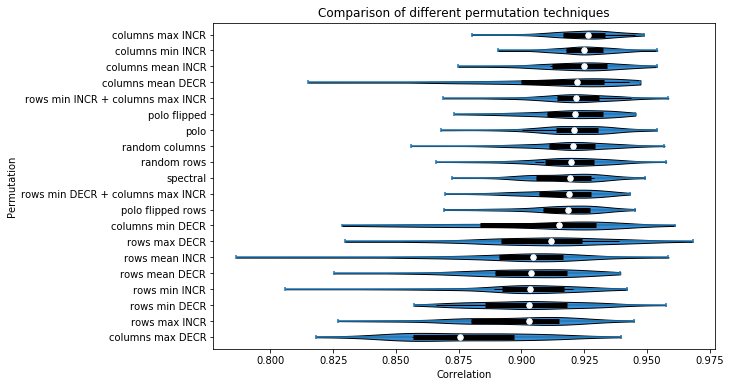 Comparison of different permutation techniques
columns max INCR
columns min INCR
columns mean INCR
columns mean DECR
rows min INCR + columns max INCR
polo flipped
polo
random columns
random rows
spectral
rows min DECR + columns max INCR
polo flipped rows
columns min DECR
rows max DECR
rows mean INCR
rows mean DECR
rows min INCR
rows min DECR
rows max INCR
columns max DECR
Permutation
0.800 0.825 0.850 0.875 0.900 0.925 0.950 0.975
Correlation